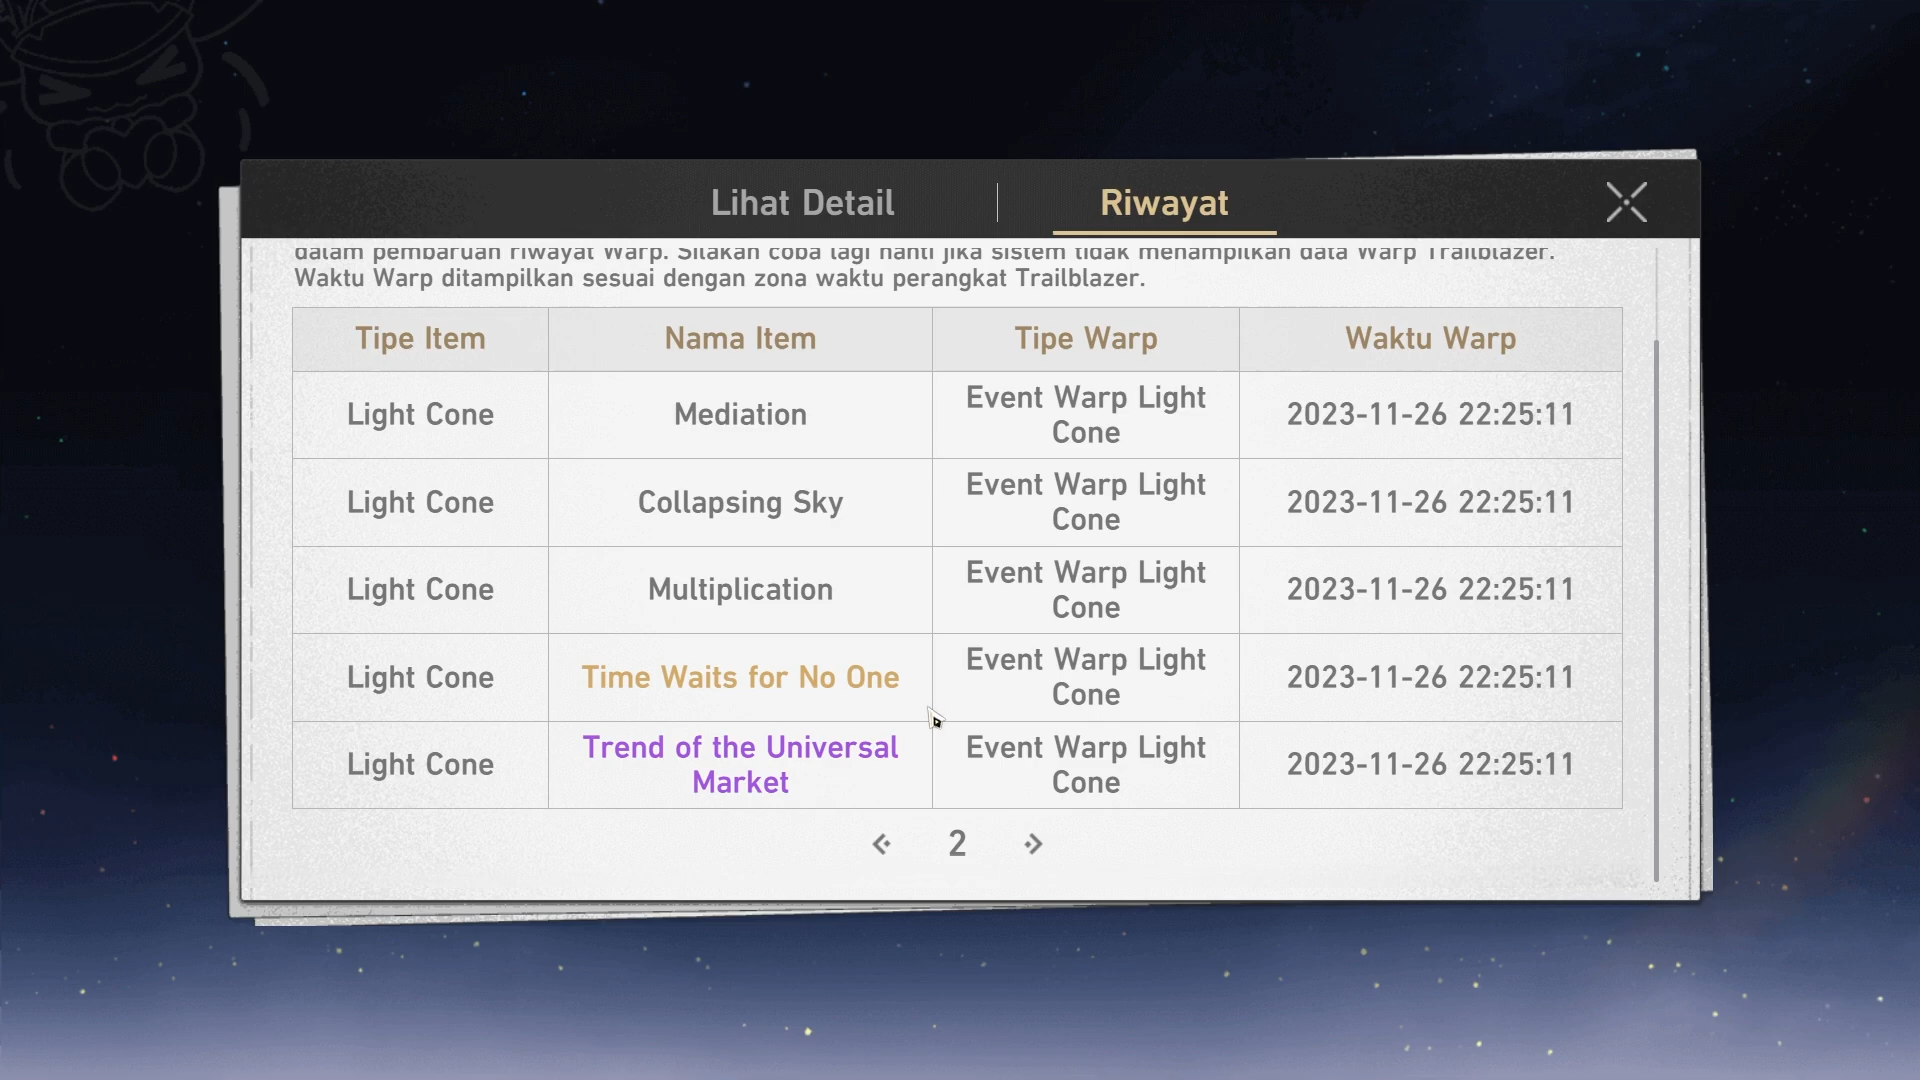 Lihat Detail
Riwayat
dalam pembaruan riwayat Warp. Silakan coba lagi nanti jika sistem tidak menampilkan data Warp Trailblazer.
Waktu Warp ditampilkan sesuai dengan zona waktu perangkat Trailblazer.
Tipe Item
Nama Item
Tipe Warp
Waktu Warp
Light Cone
Mediation
Event Warp Light
Cone
2023-11-26 22:25:11
Light Cone
Collapsing Sky
Event Warp Light
Cone
2023-11-26 22:25:11
Light Cone
Multiplication
Event Warp Light
Cone
2023-11-26 22:25:11
Light Cone
Time Waits for No One
Event Warp Light
Cone
2023-11-26 22:25:11
Light Cone
Trend of the Universal
Market
Event Warp Light
Cone
2023-11-26 22:25:11
2